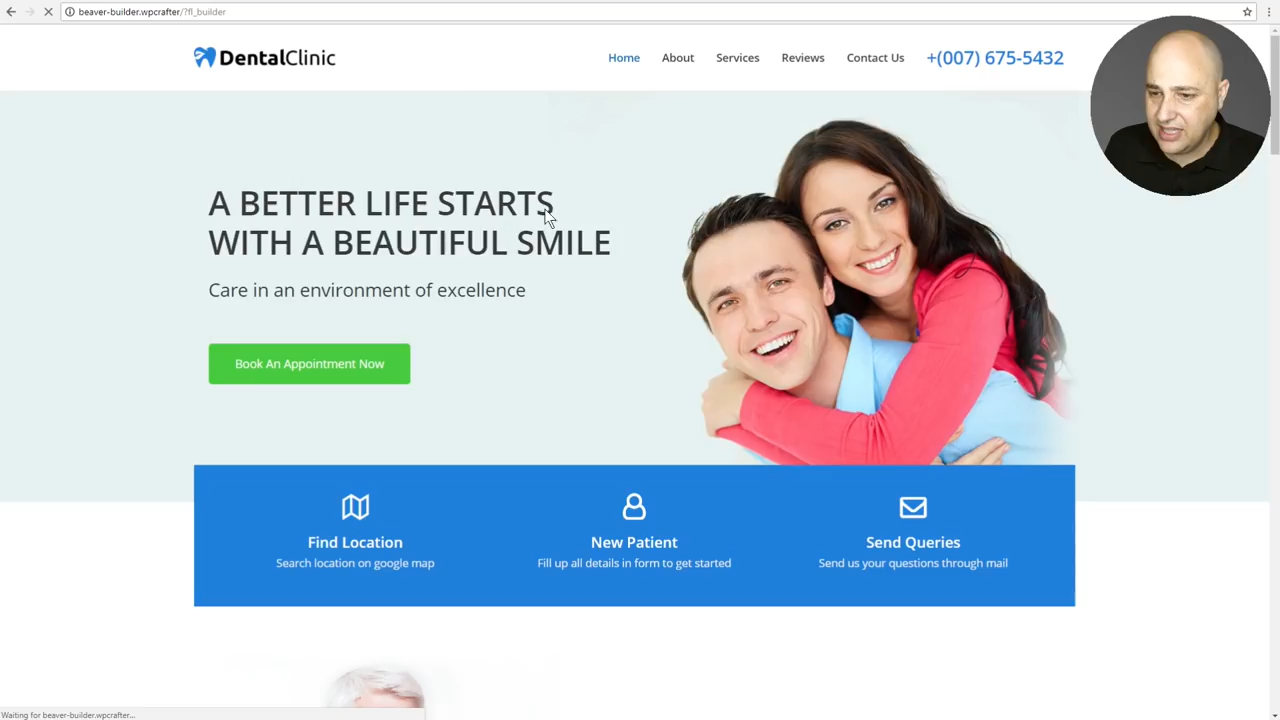 beaver-builder.wpcrafter/?fl_builder
DentalClinic
Home About Services Reviews Contact Us +(007) 675-5432
A BETTER LIFE STARTS
WITH A BEAUTIFUL SMILE
Care in an environment of excellence
Book An Appointment Now
Find Location
Search location on google map
New Patient
Fill up all details in form to get started
Send Queries
Send us your questions through mail
Waiting for beaver-builder.wpcrafter...